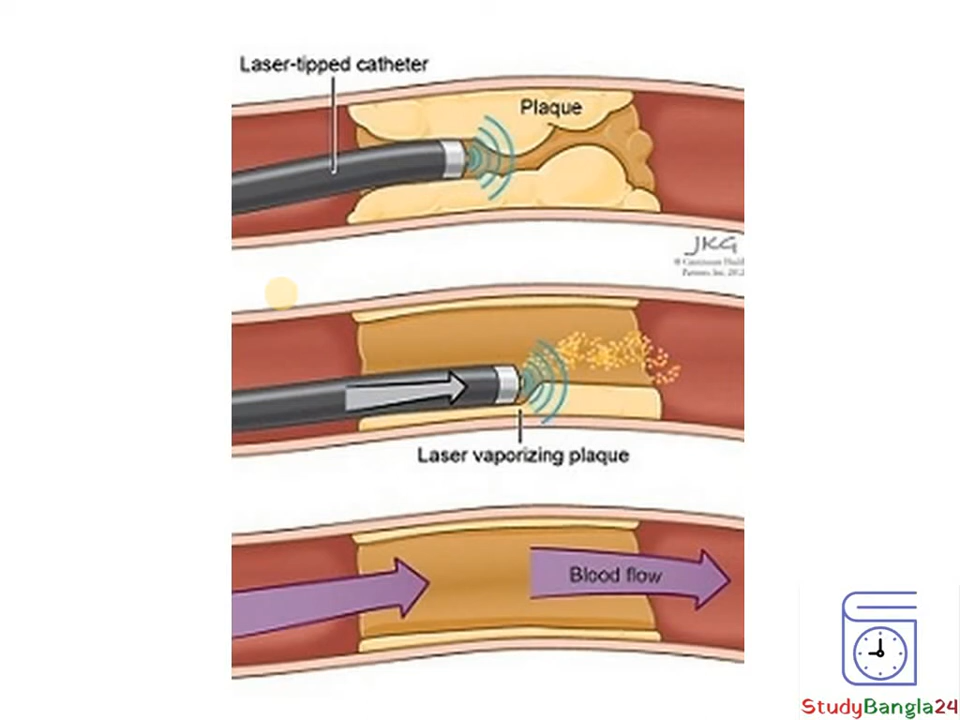 Laser-tipped catheter
Plaque
JKG
Laser vaporizing plaque
Blood flow
StudyBangla24